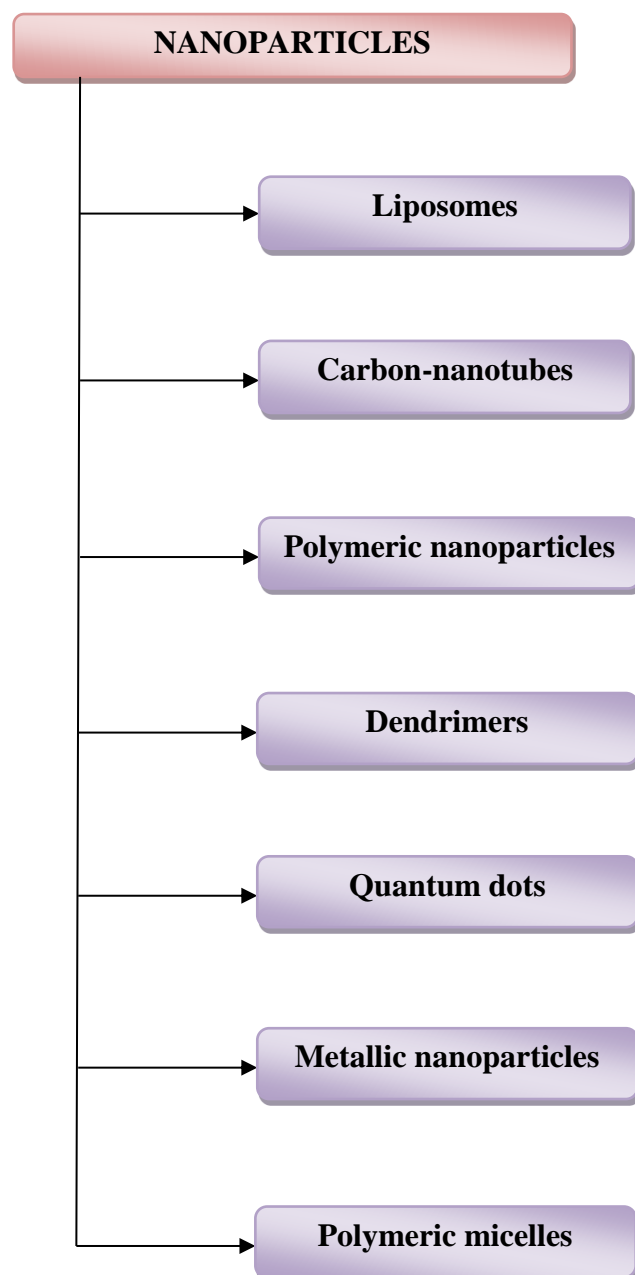 NANOPARTICLES
Liposomes
Carbon-nanotubes
Polymeric nanoparticles
Dendrimers
Quantum dots
Metallic nanoparticles
Polymeric micelles